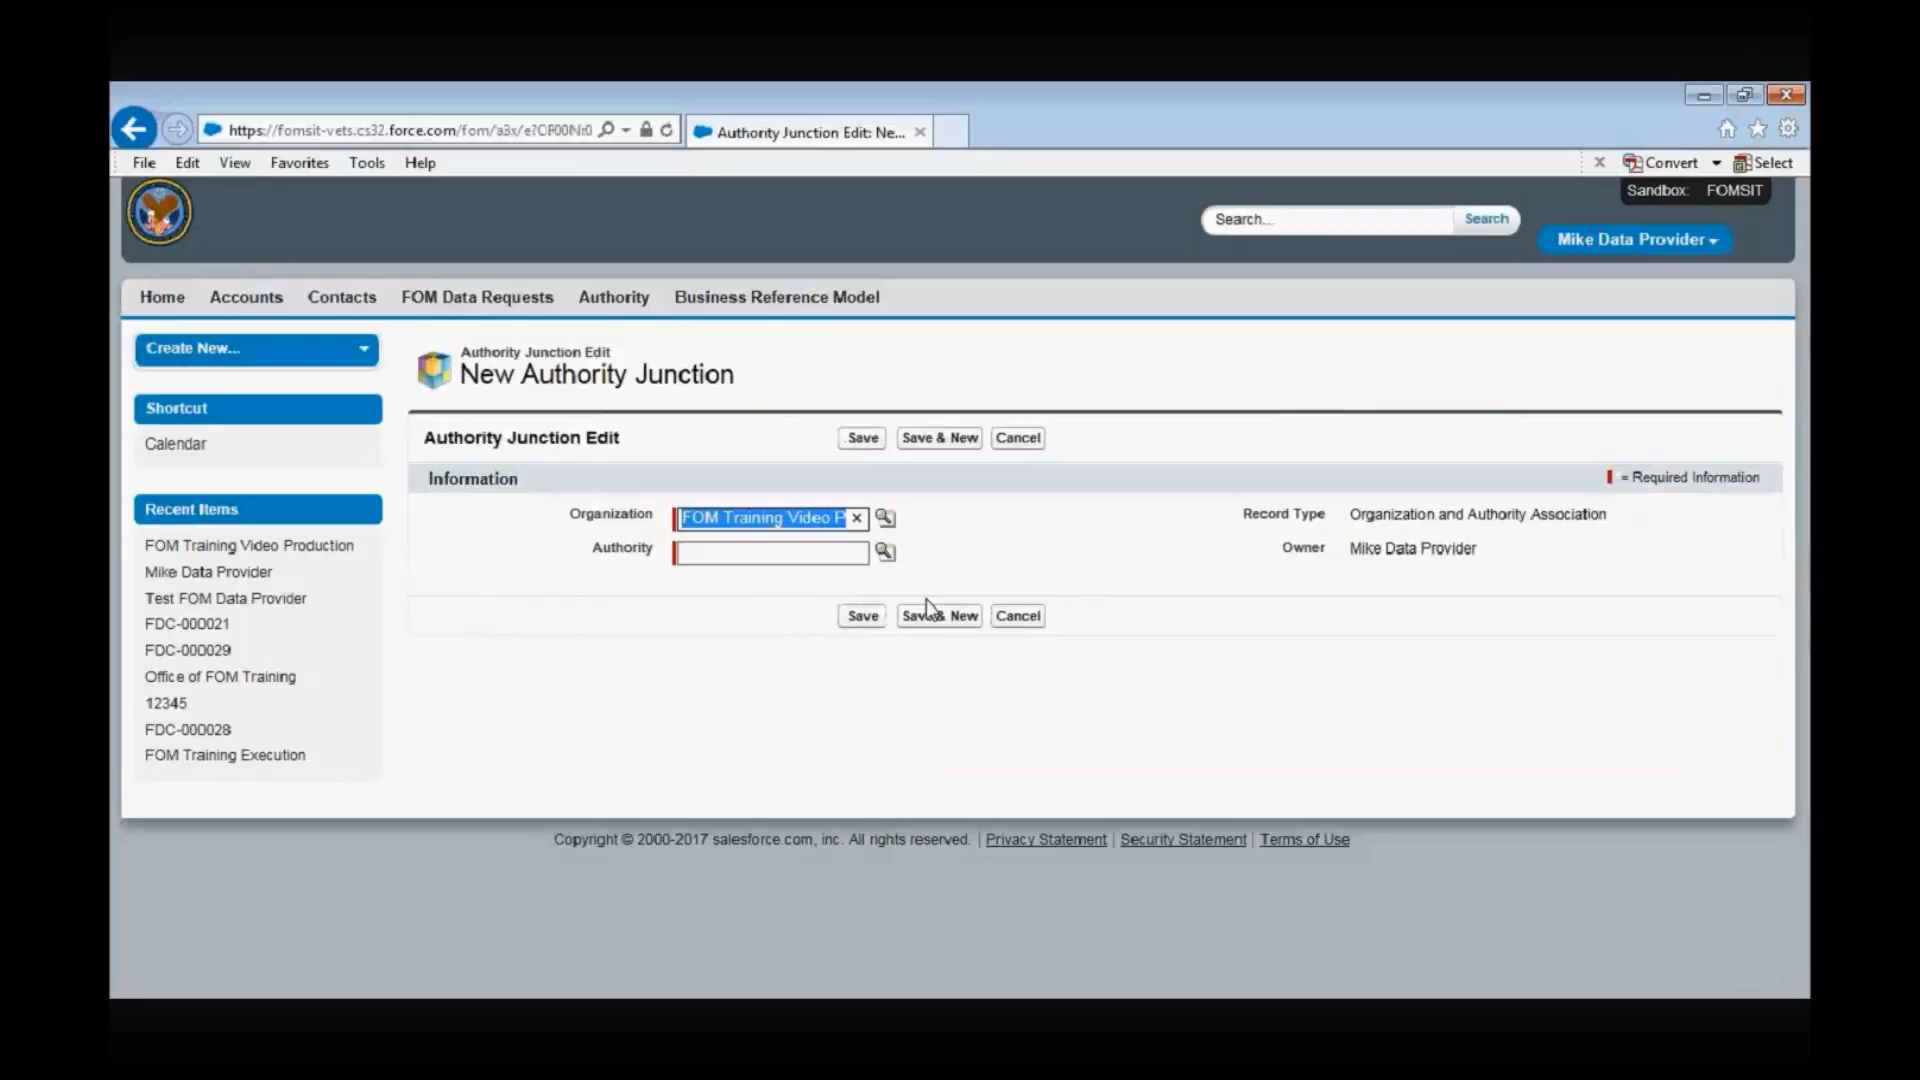 https://fomsit-vets.cs32.force.com/fom/a3x/e?CF00Nt0
Authority Junction Edit: Ne...
File Edit View Favorites Tools Help
Convert Select
Sandbox: FOMSIT
Search... Search
Mike Data Provider
Home Accounts Contacts FOM Data Requests Authority Business Reference Model
Create New...
Shortcut
Calendar
Recent Items
FOM Training Video Production
Mike Data Provider
Test FOM Data Provider
FDC-000021
FDC-000029
Office of FOM Training
12345
FDC-000028
FOM Training Execution
Authority Junction Edit
New Authority Junction
Authority Junction Edit Save Save & New Cancel
Information = Required Information
Organization FOM Training Video P Record Type Organization and Authority Association
Authority Owner Mike Data Provider
Save Save & New Cancel
Copyright © 2000-2017 salesforce.com, inc. All rights reserved. | Privacy Statement | Security Statement | Terms of Use